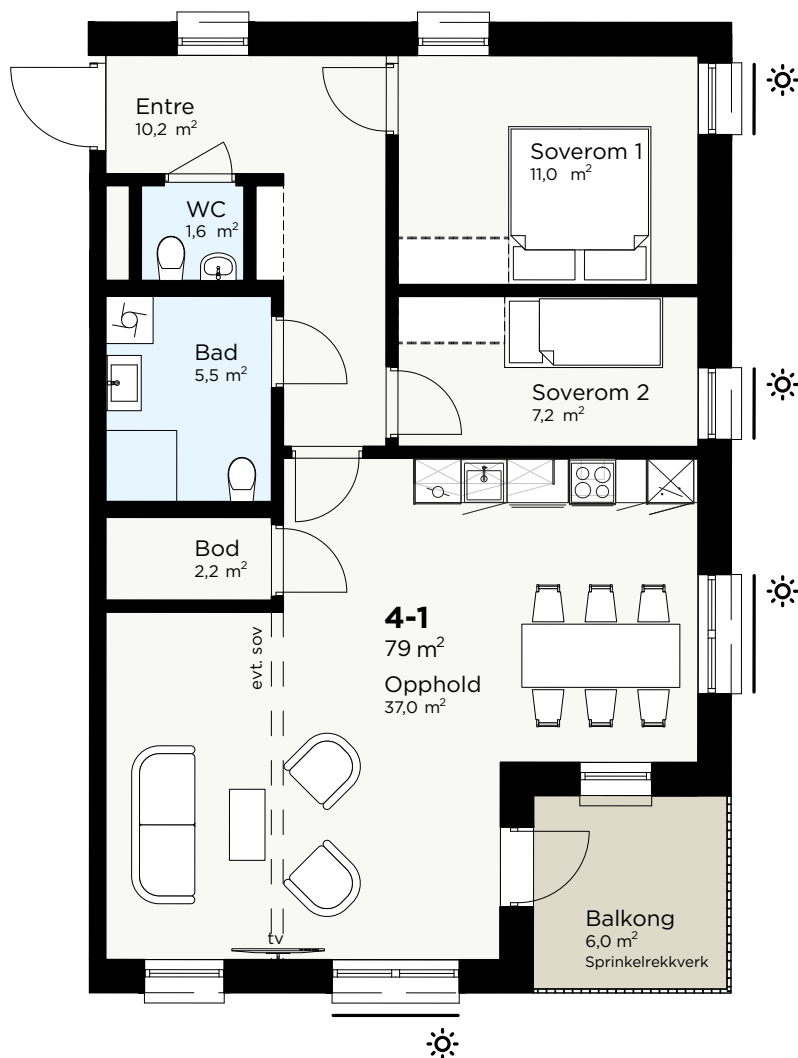 Entre
10,2 m²
Soverom 1
11,0 m²
WC
1,6 m²
Bad
5,5 m²
Soverom 2
7,2 m²
Bod
2,2 m²
4-1
79 m²
Opphold
37,0 m²
evt. sov
tv
Balkong
6,0 m²
Sprinkelrekkverk